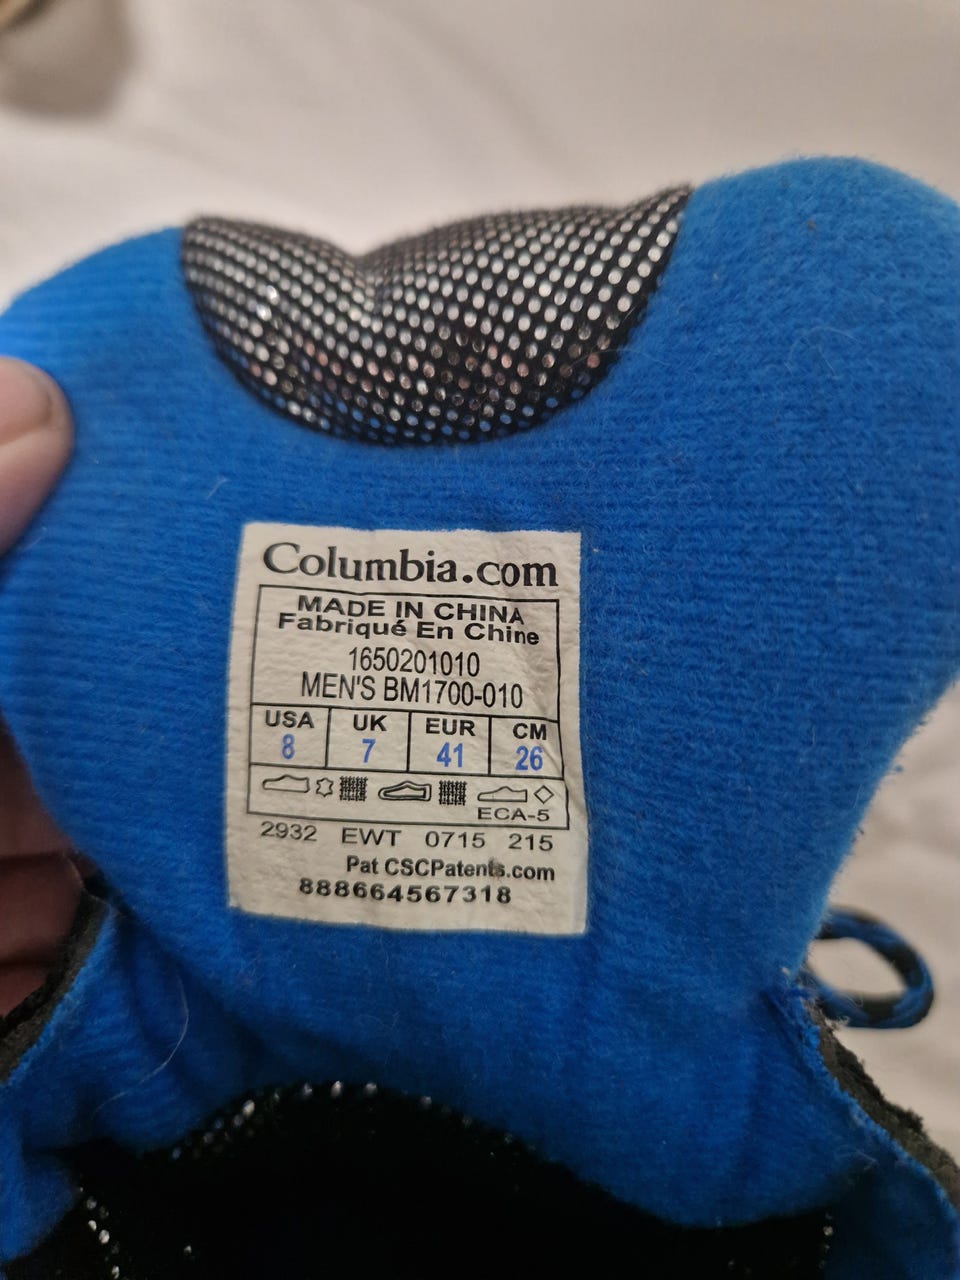 Columbia.com
MADE IN CHINA
Fabriqué En Chine
1650201010
MEN'S BM1700-010
USA UK EUR CM
8 7 41 26
ECA-5
2932 EWT 0715 215
Pat CSCPatents.com
888664567318